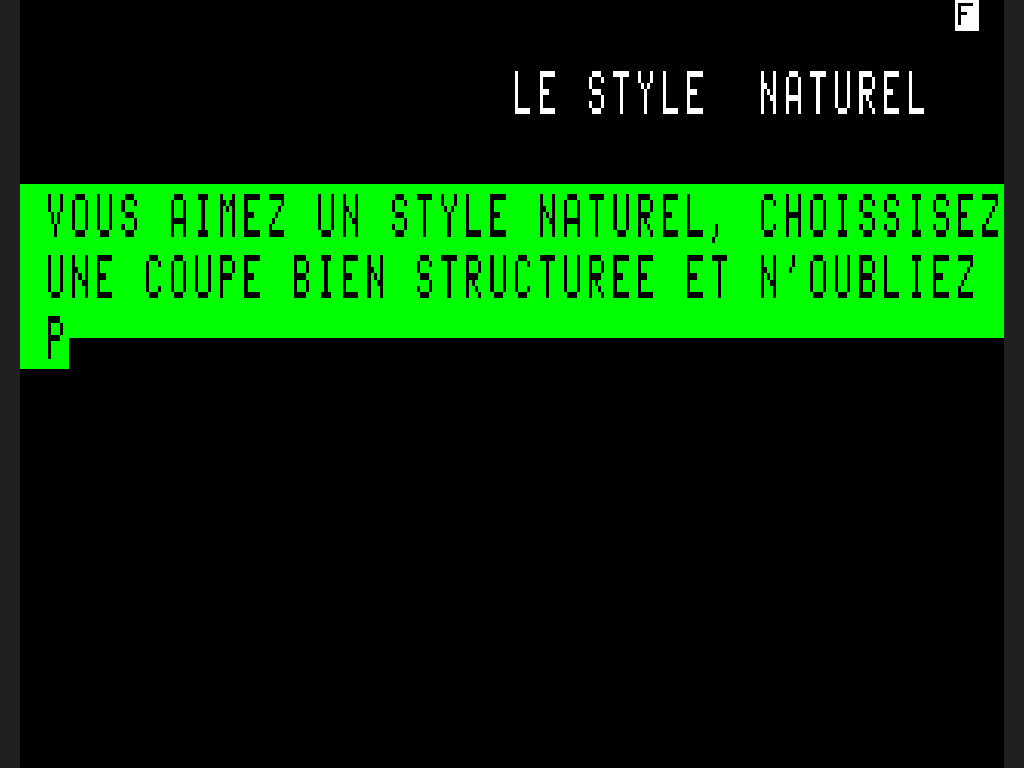 F
LE STYLE NATUREL
VOUS AIMEZ UN STYLE NATUREL, CHOISSISEZ
UNE COUPE BIEN STRUCTUREE ET N'OUBLIEZ
P